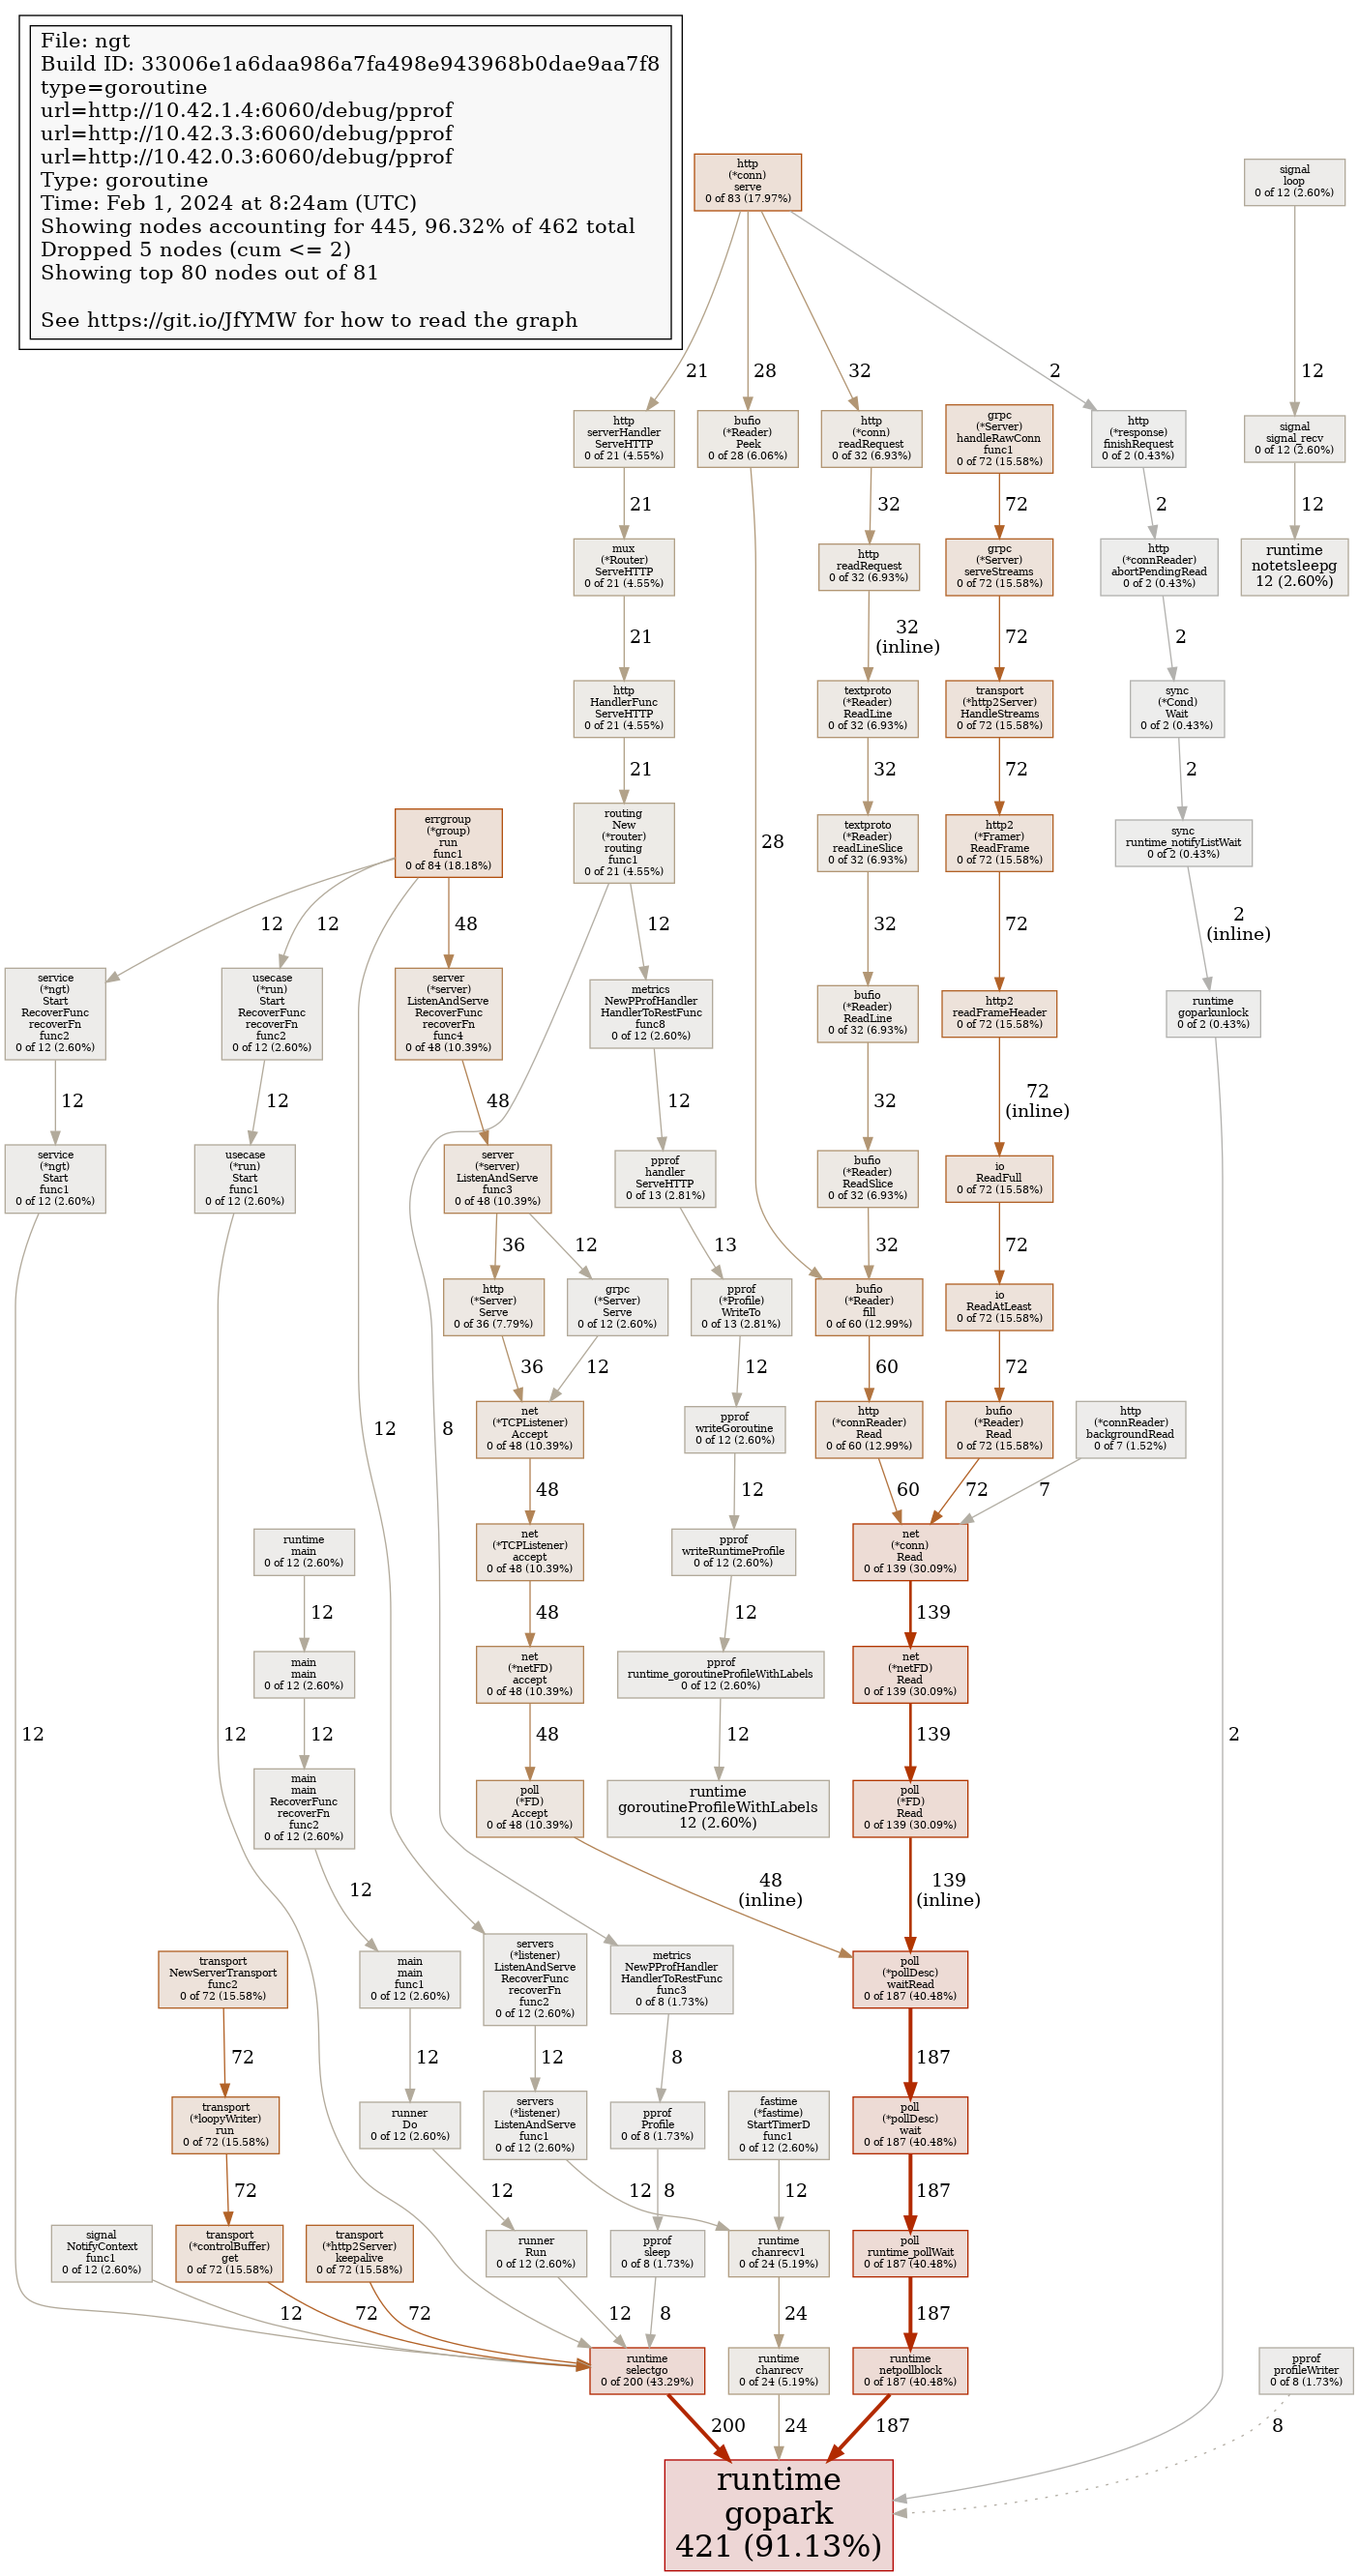 File: ngt
Build ID: 33006e1a6daa986a7fa498e943968b0dae9aa7f8
type=goroutine
url=http://10.42.1.4:6060/debug/pprof
url=http://10.42.3.3:6060/debug/pprof
url=http://10.42.0.3:6060/debug/pprof
Type: goroutine
Time: Feb 1, 2024 at 8:24am (UTC)
Showing nodes accounting for 445, 96.32% of 462 total
Dropped 5 nodes (cum <= 2)
Showing top 80 nodes out of 81
See https://git.io/JfYMW for how to read the graph
http
(*conn)
serve
0 of 83 (17.97%)
signal
loop
0 of 12 (2.60%)
21
28
32
2
12
http
serverHandler
ServeHTTP
0 of 21 (4.55%)
bufio
(*Reader)
Peek
0 of 28 (6.06%)
http
(*conn)
readRequest
0 of 32 (6.93%)
grpc
(*Server)
handleRawConn
func1
0 of 72 (15.58%)
http
(*response)
finishRequest
0 of 2 (0.43%)
signal
signal_recv
0 of 12 (2.60%)
21
32
72
2
12
mux
(*Router)
ServeHTTP
0 of 21 (4.55%)
http
readRequest
0 of 32 (6.93%)
grpc
(*Server)
serveStreams
0 of 72 (15.58%)
http
(*connReader)
abortPendingRead
0 of 2 (0.43%)
runtime
notetsleepg
12 (2.60%)
21
32
(inline)
72
2
http
HandlerFunc
ServeHTTP
0 of 21 (4.55%)
textproto
(*Reader)
ReadLine
0 of 32 (6.93%)
transport
(*http2Server)
HandleStreams
0 of 72 (15.58%)
sync
(*Cond)
Wait
0 of 2 (0.43%)
21
32
72
2
errgroup
(*group)
run
func1
0 of 84 (18.18%)
routing
New
(*router)
routing
func1
0 of 21 (4.55%)
28
textproto
(*Reader)
readLineSlice
0 of 32 (6.93%)
http2
(*Framer)
ReadFrame
0 of 72 (15.58%)
sync
runtime_notifyListWait
0 of 2 (0.43%)
12
12
48
12
32
72
2
(inline)
service
(*ngt)
Start
RecoverFunc
recoverFn
func2
0 of 12 (2.60%)
usecase
(*run)
Start
RecoverFunc
recoverFn
func2
0 of 12 (2.60%)
server
(*server)
ListenAndServe
RecoverFunc
recoverFn
func4
0 of 48 (10.39%)
metrics
NewPProfHandler
HandlerToRestFunc
func8
0 of 12 (2.60%)
bufio
(*Reader)
ReadLine
0 of 32 (6.93%)
http2
readFrameHeader
0 of 72 (15.58%)
runtime
goparkunlock
0 of 2 (0.43%)
12
12
48
12
32
72
(inline)
service
(*ngt)
Start
func1
0 of 12 (2.60%)
usecase
(*run)
Start
func1
0 of 12 (2.60%)
server
(*server)
ListenAndServe
func3
0 of 48 (10.39%)
pprof
handler
ServeHTTP
0 of 13 (2.81%)
bufio
(*Reader)
ReadSlice
0 of 32 (6.93%)
io
ReadFull
0 of 72 (15.58%)
36
12
13
32
72
http
(*Server)
Serve
0 of 36 (7.79%)
grpc
(*Server)
Serve
0 of 12 (2.60%)
pprof
(*Profile)
WriteTo
0 of 13 (2.81%)
bufio
(*Reader)
fill
0 of 60 (12.99%)
io
ReadAtLeast
0 of 72 (15.58%)
36
12
12
60
72
12
8
net
(*TCPListener)
Accept
0 of 48 (10.39%)
pprof
writeGoroutine
0 of 12 (2.60%)
http
(*connReader)
Read
0 of 60 (12.99%)
bufio
(*Reader)
Read
0 of 72 (15.58%)
http
(*connReader)
backgroundRead
0 of 7 (1.52%)
48
12
60
72
7
runtime
main
0 of 12 (2.60%)
net
(*TCPListener)
accept
0 of 48 (10.39%)
pprof
writeRuntimeProfile
0 of 12 (2.60%)
net
(*conn)
Read
0 of 139 (30.09%)
12
48
12
139
main
main
0 of 12 (2.60%)
net
(*netFD)
accept
0 of 48 (10.39%)
pprof
runtime_goroutineProfileWithLabels
0 of 12 (2.60%)
net
(*netFD)
Read
0 of 139 (30.09%)
12
12
12
48
12
139
2
main
main
RecoverFunc
recoverFn
func2
0 of 12 (2.60%)
poll
(*FD)
Accept
0 of 48 (10.39%)
runtime
goroutineProfileWithLabels
12 (2.60%)
poll
(*FD)
Read
0 of 139 (30.09%)
12
48
(inline)
139
(inline)
transport
NewServerTransport
func2
0 of 72 (15.58%)
main
main
func1
0 of 12 (2.60%)
servers
(*listener)
ListenAndServe
RecoverFunc
recoverFn
func2
0 of 12 (2.60%)
metrics
NewPProfHandler
HandlerToRestFunc
func3
0 of 8 (1.73%)
poll
(*pollDesc)
waitRead
0 of 187 (40.48%)
72
12
12
8
187
transport
(*loopyWriter)
run
0 of 72 (15.58%)
runner
Do
0 of 12 (2.60%)
servers
(*listener)
ListenAndServe
func1
0 of 12 (2.60%)
pprof
Profile
0 of 8 (1.73%)
fastime
(*fastime)
StartTimerD
func1
0 of 12 (2.60%)
poll
(*pollDesc)
wait
0 of 187 (40.48%)
72
12
12
8
12
187
signal
NotifyContext
func1
0 of 12 (2.60%)
transport
(*controlBuffer)
get
0 of 72 (15.58%)
transport
(*http2Server)
keepalive
0 of 72 (15.58%)
runner
Run
0 of 12 (2.60%)
pprof
sleep
0 of 8 (1.73%)
runtime
chanrecv1
0 of 24 (5.19%)
poll
runtime_pollWait
0 of 187 (40.48%)
12
72
72
12
8
24
187
runtime
selectgo
0 of 200 (43.29%)
runtime
chanrecv
0 of 24 (5.19%)
runtime
netpollblock
0 of 187 (40.48%)
pprof
profileWriter
0 of 8 (1.73%)
200
24
187
8
runtime
gopark
421 (91.13%)